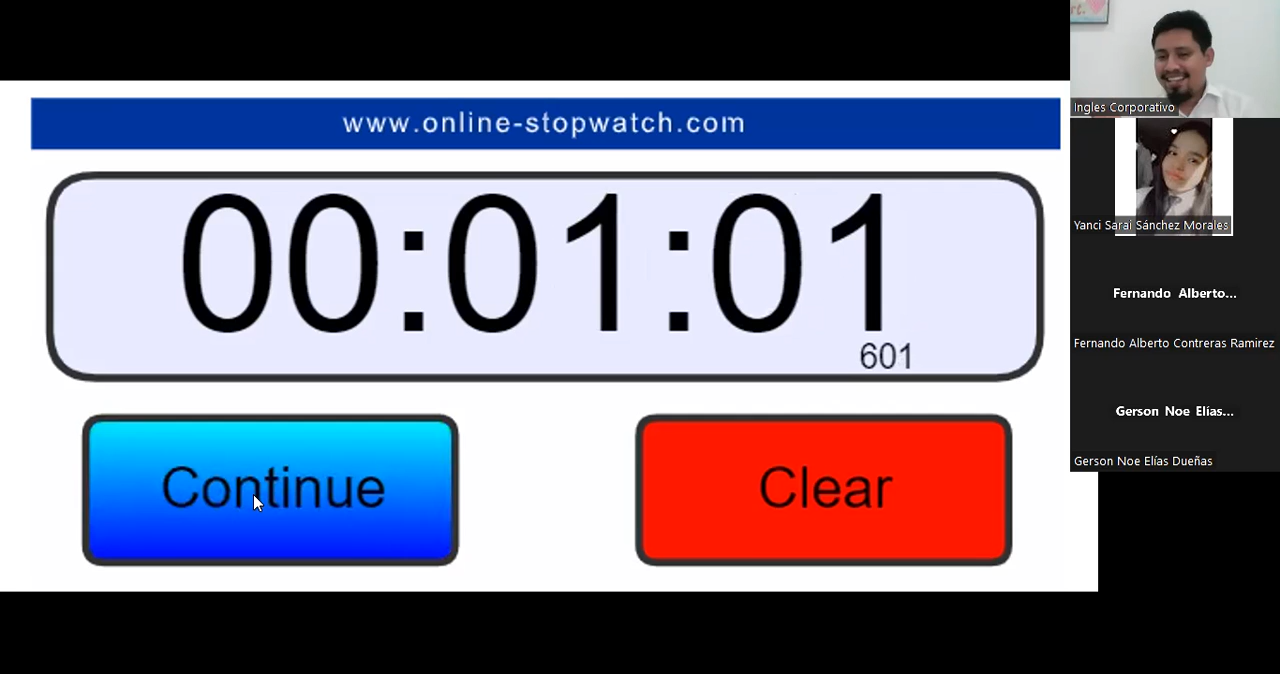 www.online-stopwatch.com
00:01:01
601
Continue
Clear
rt.
Ingles Corporativo
Yanci Sarai Sánchez Morales
Fernando Alberto...
Fernando Alberto Contreras Ramirez
Gerson Noe Elías...
Gerson Noe Elías Dueñas